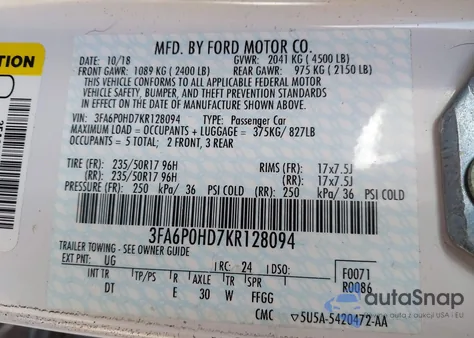 MFD. BY FORD MOTOR CO.
DATE: 10/18 GVWR: 2041 KG ( 4500 LB)
FRONT GAWR: 1089 KG ( 2400 LB) REAR GAWR: 975 KG ( 2150 LB)
THIS VEHICLE CONFORMS TO ALL APPLICABLE FEDERAL MOTOR
VEHICLE SAFETY, BUMPER, AND THEFT PREVENTION STANDARDS IN
EFFECT ON THE DATE OF MANUFACTURE SHOWN ABOVE.
VIN: 3FA6P0HD7KR128094 TYPE: Passenger Car
MAXIMUM LOAD = OCCUPANTS + LUGGAGE = 375KG / 827LB
OCCUPANTS = 5 TOTAL; 2 FRONT, 3 REAR
TIRE (FR): 235/50R17 96H RIMS (FR): 17x7.5J
(RR): 235/50R17 96H (RR): 17x7.5J
PRESSURE (FR): 250 kPa/ 36 PSI COLD (RR): 250 kPa/ 36 PSI COLD
3FA6P0HD7KR128094
TRAILER TOWING - SEE OWNER GUIDE
EXT PNT: UG RC: 24 DSO: F0071
INT TR TP/PS R AXLE TR SPR R0086
DT E 30 W FFGG
CMC 5U5A-5420472-AA
autoSnap
AUTO AUCTION VEHICLES FROM USA